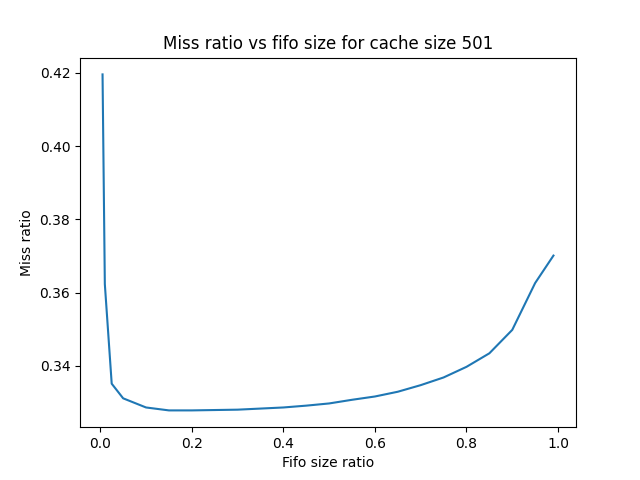 Miss ratio vs fifo size for cache size 501
0.42
0.40
0.38
0.36
0.34
Miss ratio
0.0 0.2 0.4 0.6 0.8 1.0
Fifo size ratio